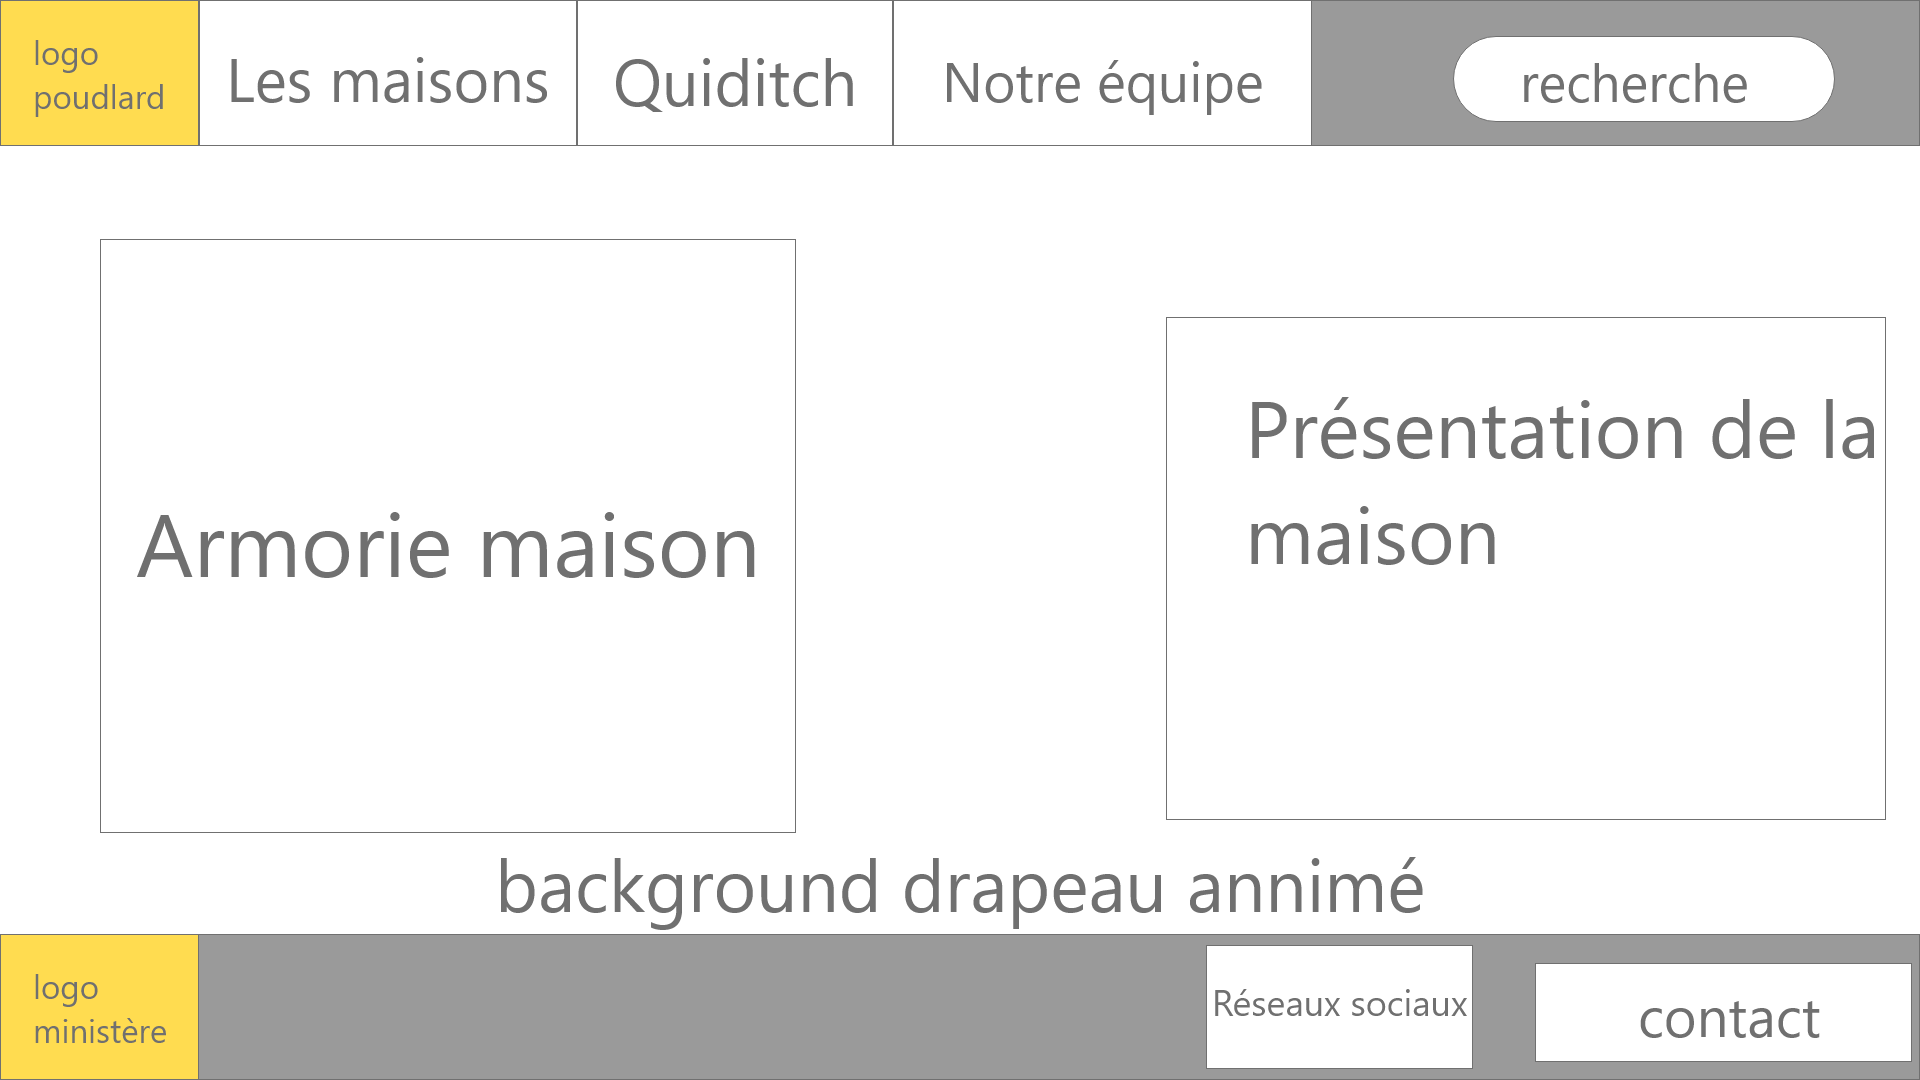 logo
poudlard
Les maisons
Quiditch
Notre équipe
recherche
Armorie maison
Présentation de la
maison
background drapeau annimé
logo
ministère
Réseaux sociaux
contact